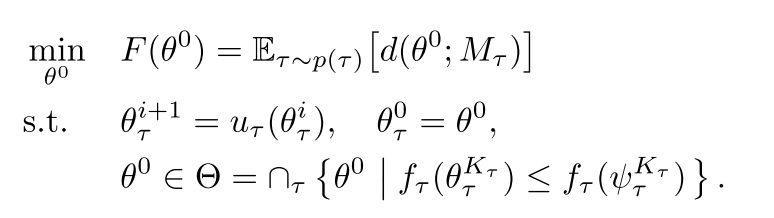 min θ⁰ F(θ⁰) = 𝔼_{τ∼p(τ)}[d(θ⁰; M_τ)]
s.t. θ_τ^{i+1} = u_τ(θ_τ^i), θ_τ^0 = θ⁰,
θ⁰ ∈ Θ = ∩_τ {θ⁰ | f_τ(θ_τ^{K_τ}) ≤ f_τ(ψ_τ^{K_τ})}.